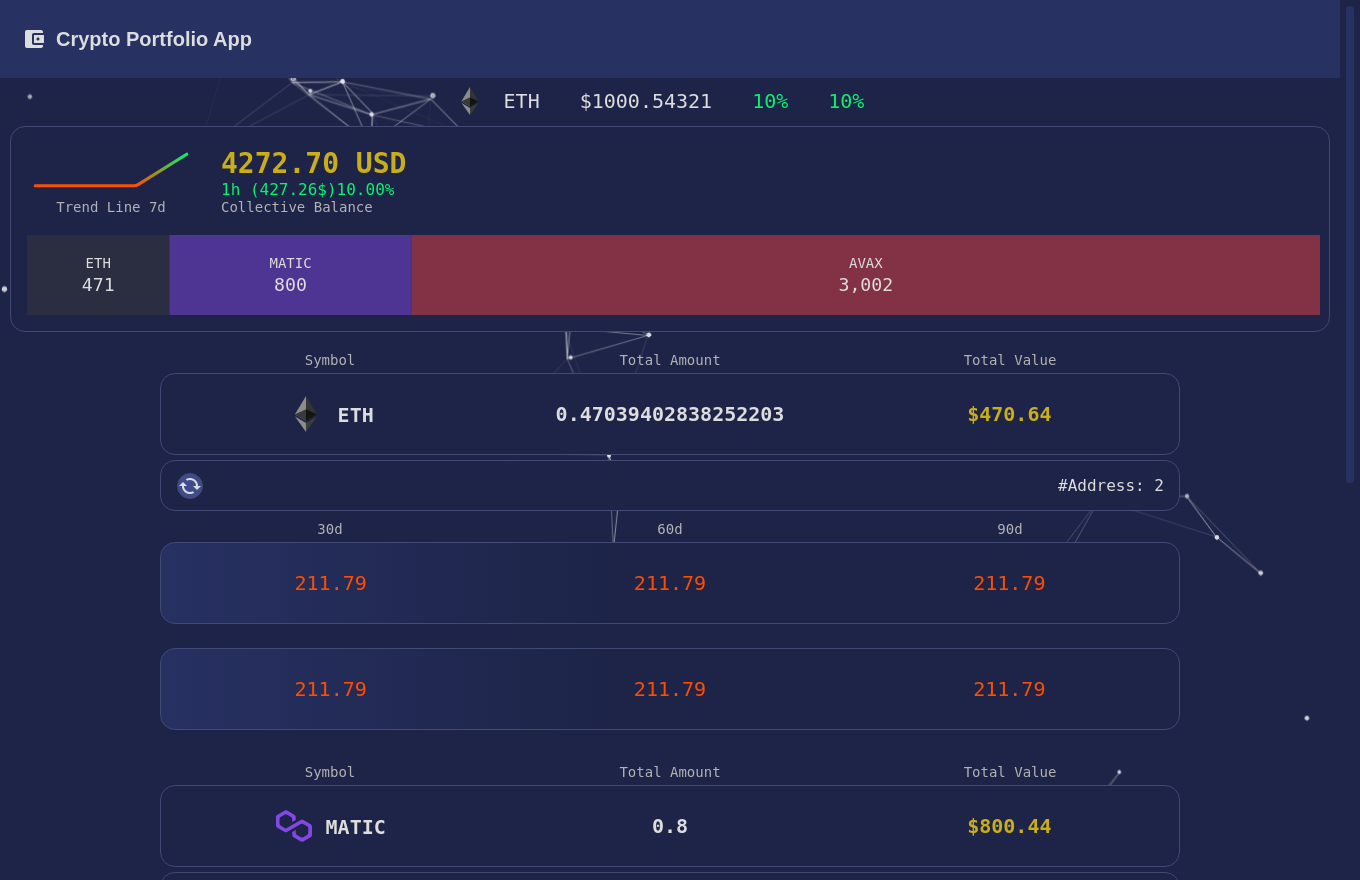 Crypto Portfolio App
ETH $1000.54321 10% 10%
4272.70 USD
1h (427.26$)10.00%
Trend Line 7d Collective Balance
ETH MATIC AVAX
471 800 3,002
Symbol Total Amount Total Value
ETH 0.47039402838252203 $470.64
#Address: 2
30d 60d 90d
211.79 211.79 211.79
211.79 211.79 211.79
Symbol Total Amount Total Value
MATIC 0.8 $800.44